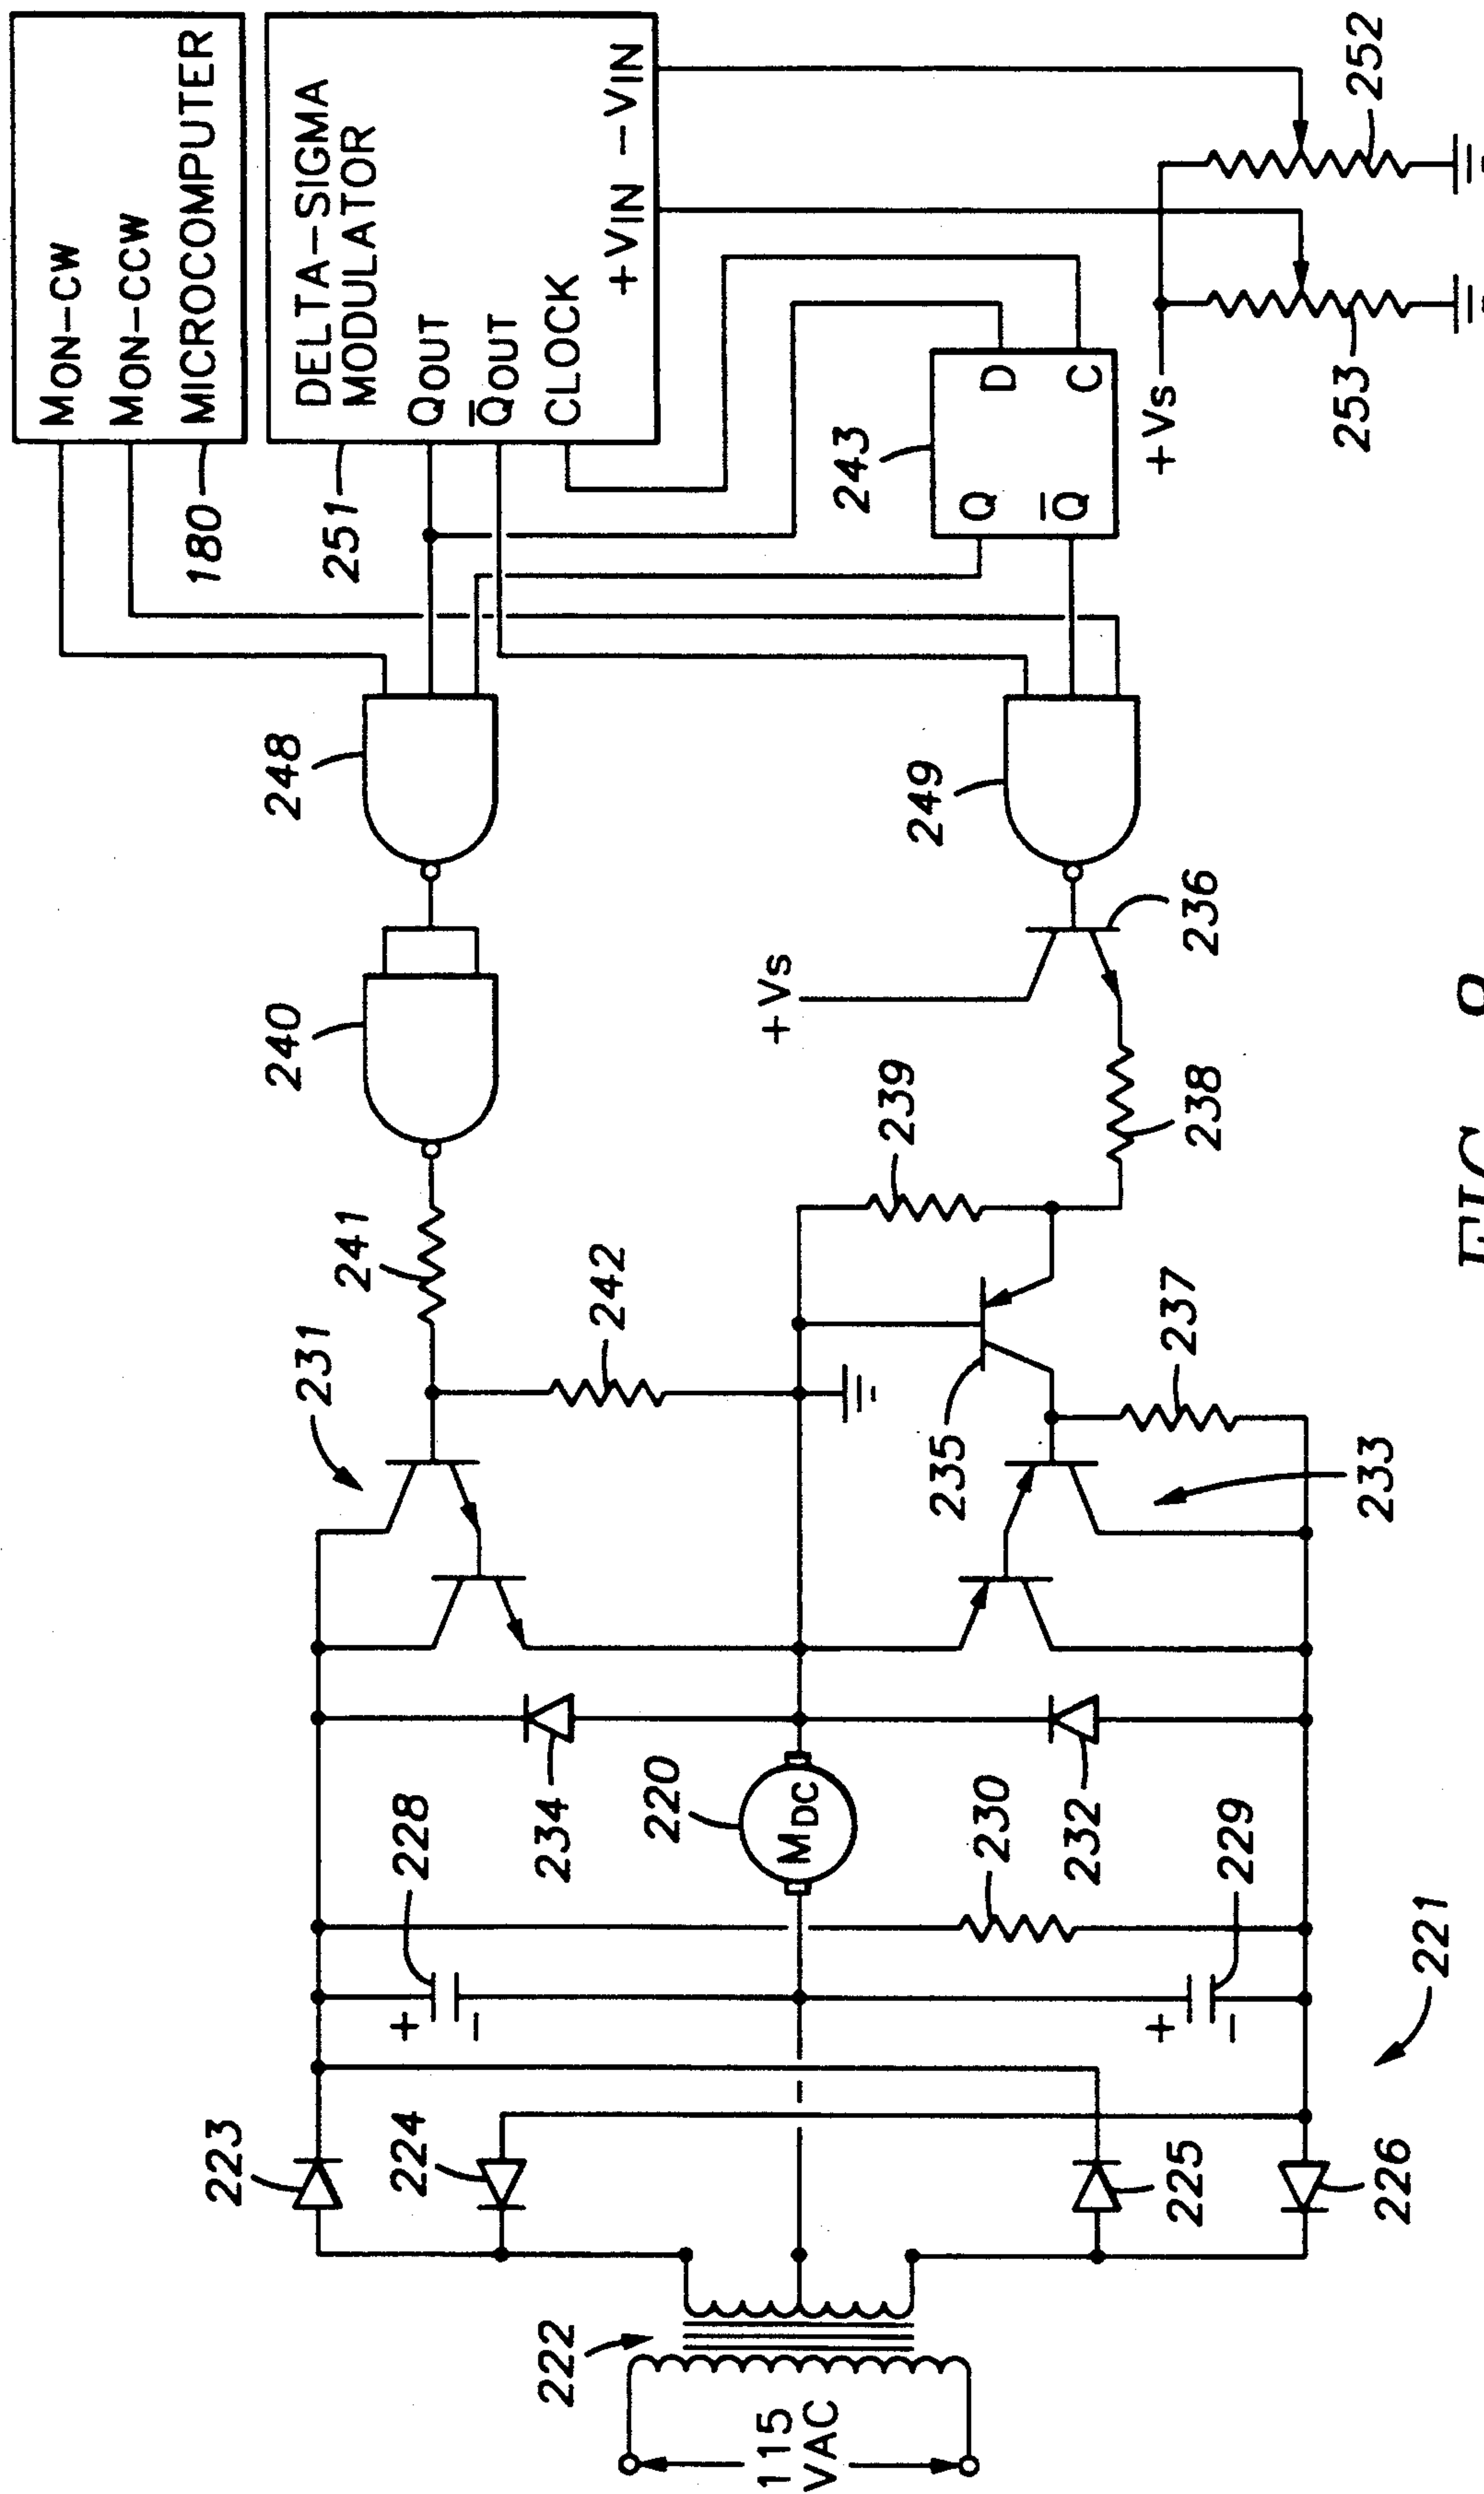 MON-CW
MON-CCW
MICROCOMPUTER
180
DELTA-SIGMA
MODULATOR
QOUT
Q̅OUT
CLOCK
+VIN -VIN
251
252
253
+Vs
243
Q
D
Q̅
C
248
249
240
236
+Vs
241
242
239
238
231
235
237
233
234
220
MDC
228
230
232
229
221
223
224
225
226
222
115
VAC